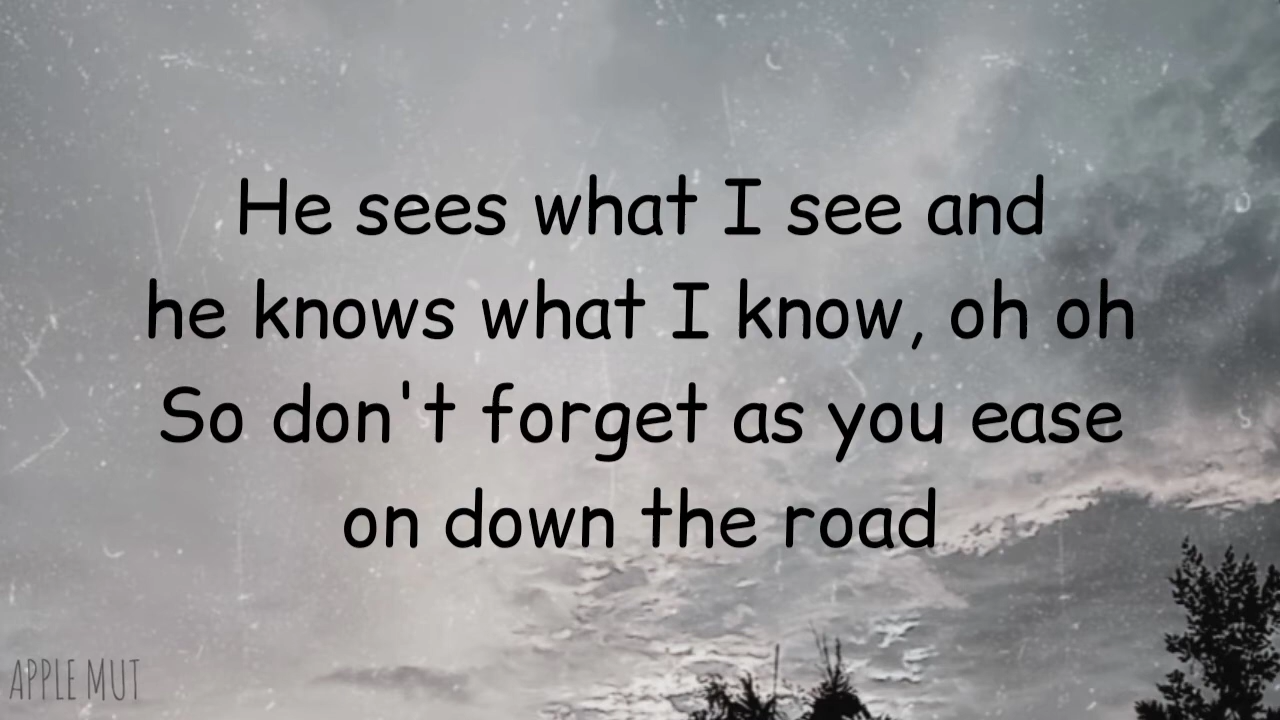 He sees what I see and
he knows what I know, oh oh
So don't forget as you ease
on down the road
APPLE MUT